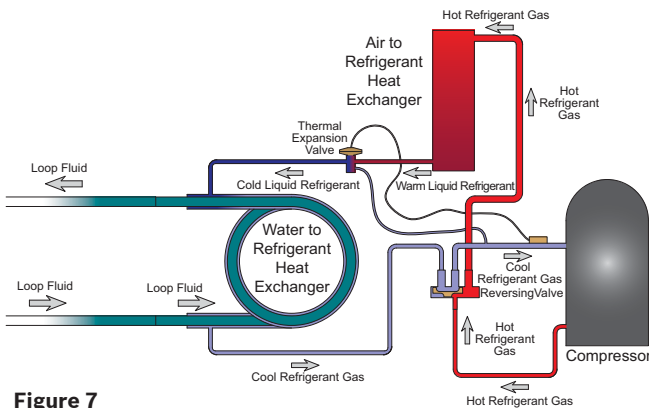 Hot Refrigerant Gas
Air to
Refrigerant
Heat
Exchanger
Hot
Refrigerant
Gas
Thermal
Expansion
Valve
Loop Fluid
Cold Liquid Refrigerant
Warm Liquid Refrigerant
Water to
Refrigerant
Heat
Exchanger
Cool
Refrigerant Gas
ReversingValve
Loop Fluid
Loop Fluid
Hot
Refrigerant
Gas
Compressor
Cool Refrigerant Gas
Hot Refrigerant Gas
Figure 7